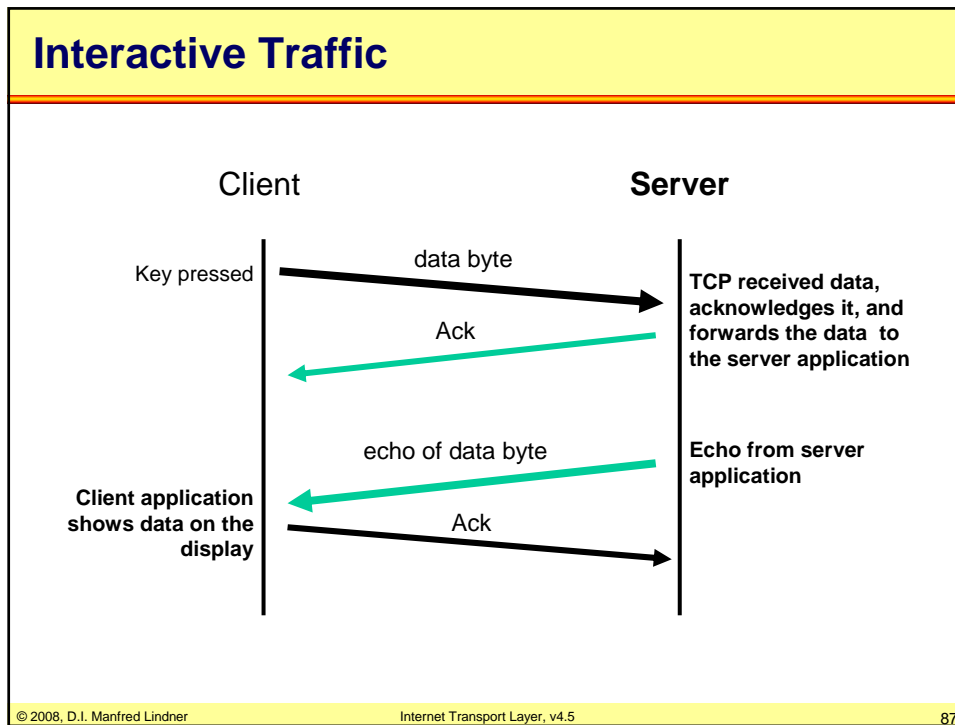 Interactive Traffic
Client
Server
Key pressed
data byte
TCP received data,
acknowledges it, and
forwards the data to
the server application
Ack
echo of data byte
Echo from server
application
Client application
shows data on the
display
Ack
© 2008, D.I. Manfred Lindner
Internet Transport Layer, v4.5
87